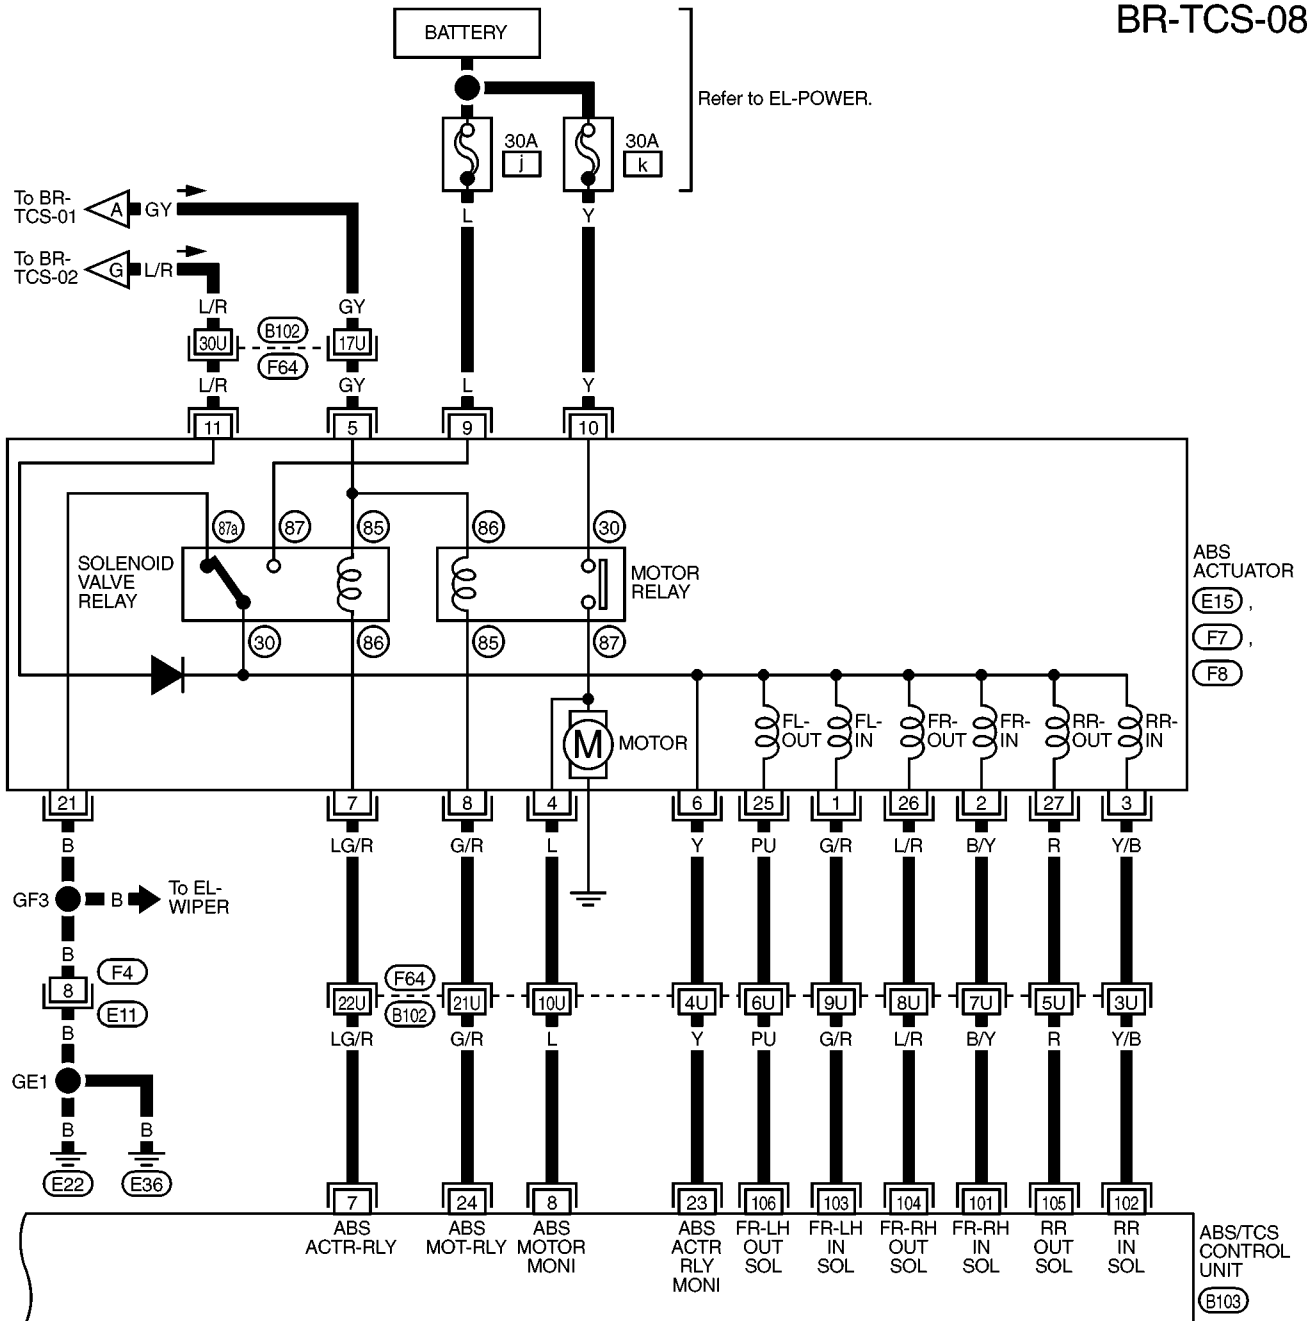 BR-TCS-08
BATTERY
Refer to EL-POWER.
30A
j
30A
k
To BR-
TCS-01
A
GY
L
Y
To BR-
TCS-02
G
L/R
L/R
GY
30U
B102
17U
F64
L/R
GY
L
Y
11
5
9
10
87a
87
85
86
30
SOLENOID
VALVE
RELAY
MOTOR
RELAY
30
86
85
87
ABS
ACTUATOR
E15 ,
F7 ,
F8
M
MOTOR
FL-
OUT
FL-
IN
FR-
OUT
FR-
IN
RR-
OUT
RR-
IN
21
7
8
4
6
25
1
26
2
27
3
B
LG/R
G/R
L
Y
PU
G/R
L/R
B/Y
R
Y/B
GF3
B
To EL-
WIPER
B
F4
8
E11
B
F64
B102
22U
21U
10U
4U
6U
9U
8U
7U
5U
3U
LG/R
G/R
L
Y
PU
G/R
L/R
B/Y
R
Y/B
GE1
B
B
E22
E36
7
24
8
23
106
103
104
101
105
102
ABS
ACTR-RLY
ABS
MOT-RLY
ABS
MOTOR
MONI
ABS
ACTR
RLY
MONI
FR-LH
OUT
SOL
FR-LH
IN
SOL
FR-RH
OUT
SOL
FR-RH
IN
SOL
RR
OUT
SOL
RR
IN
SOL
ABS/TCS
CONTROL
UNIT
B103